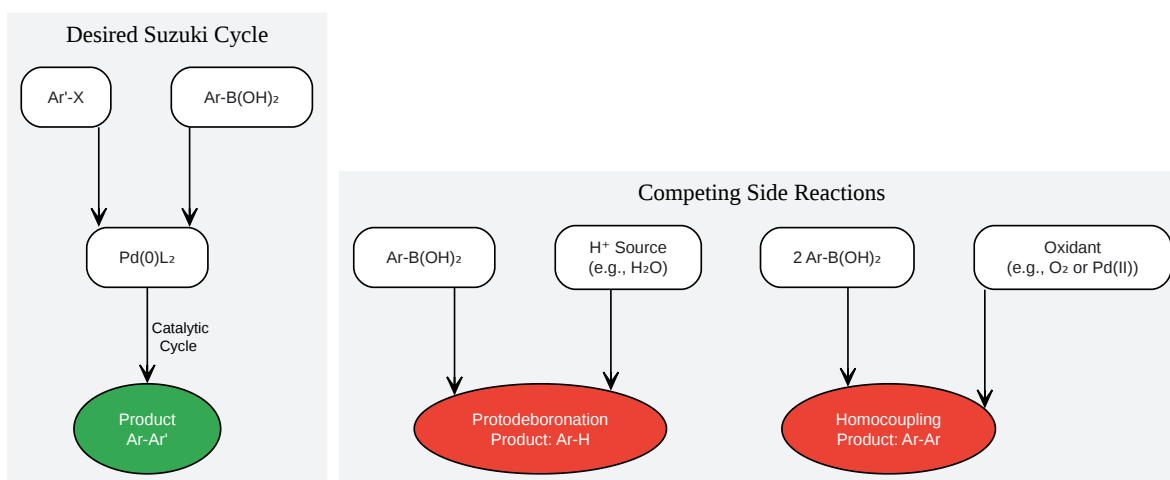 Desired Suzuki Cycle
Ar'-X
Ar-B(OH)₂
Pd(0)L₂
Catalytic
Cycle
Product
Ar-Ar'
Competing Side Reactions
Ar-B(OH)₂
H⁺ Source
(e.g., H₂O)
2 Ar-B(OH)₂
Oxidant
(e.g., O₂ or Pd(II))
Protodeboronation
Product: Ar-H
Homocoupling
Product: Ar-Ar